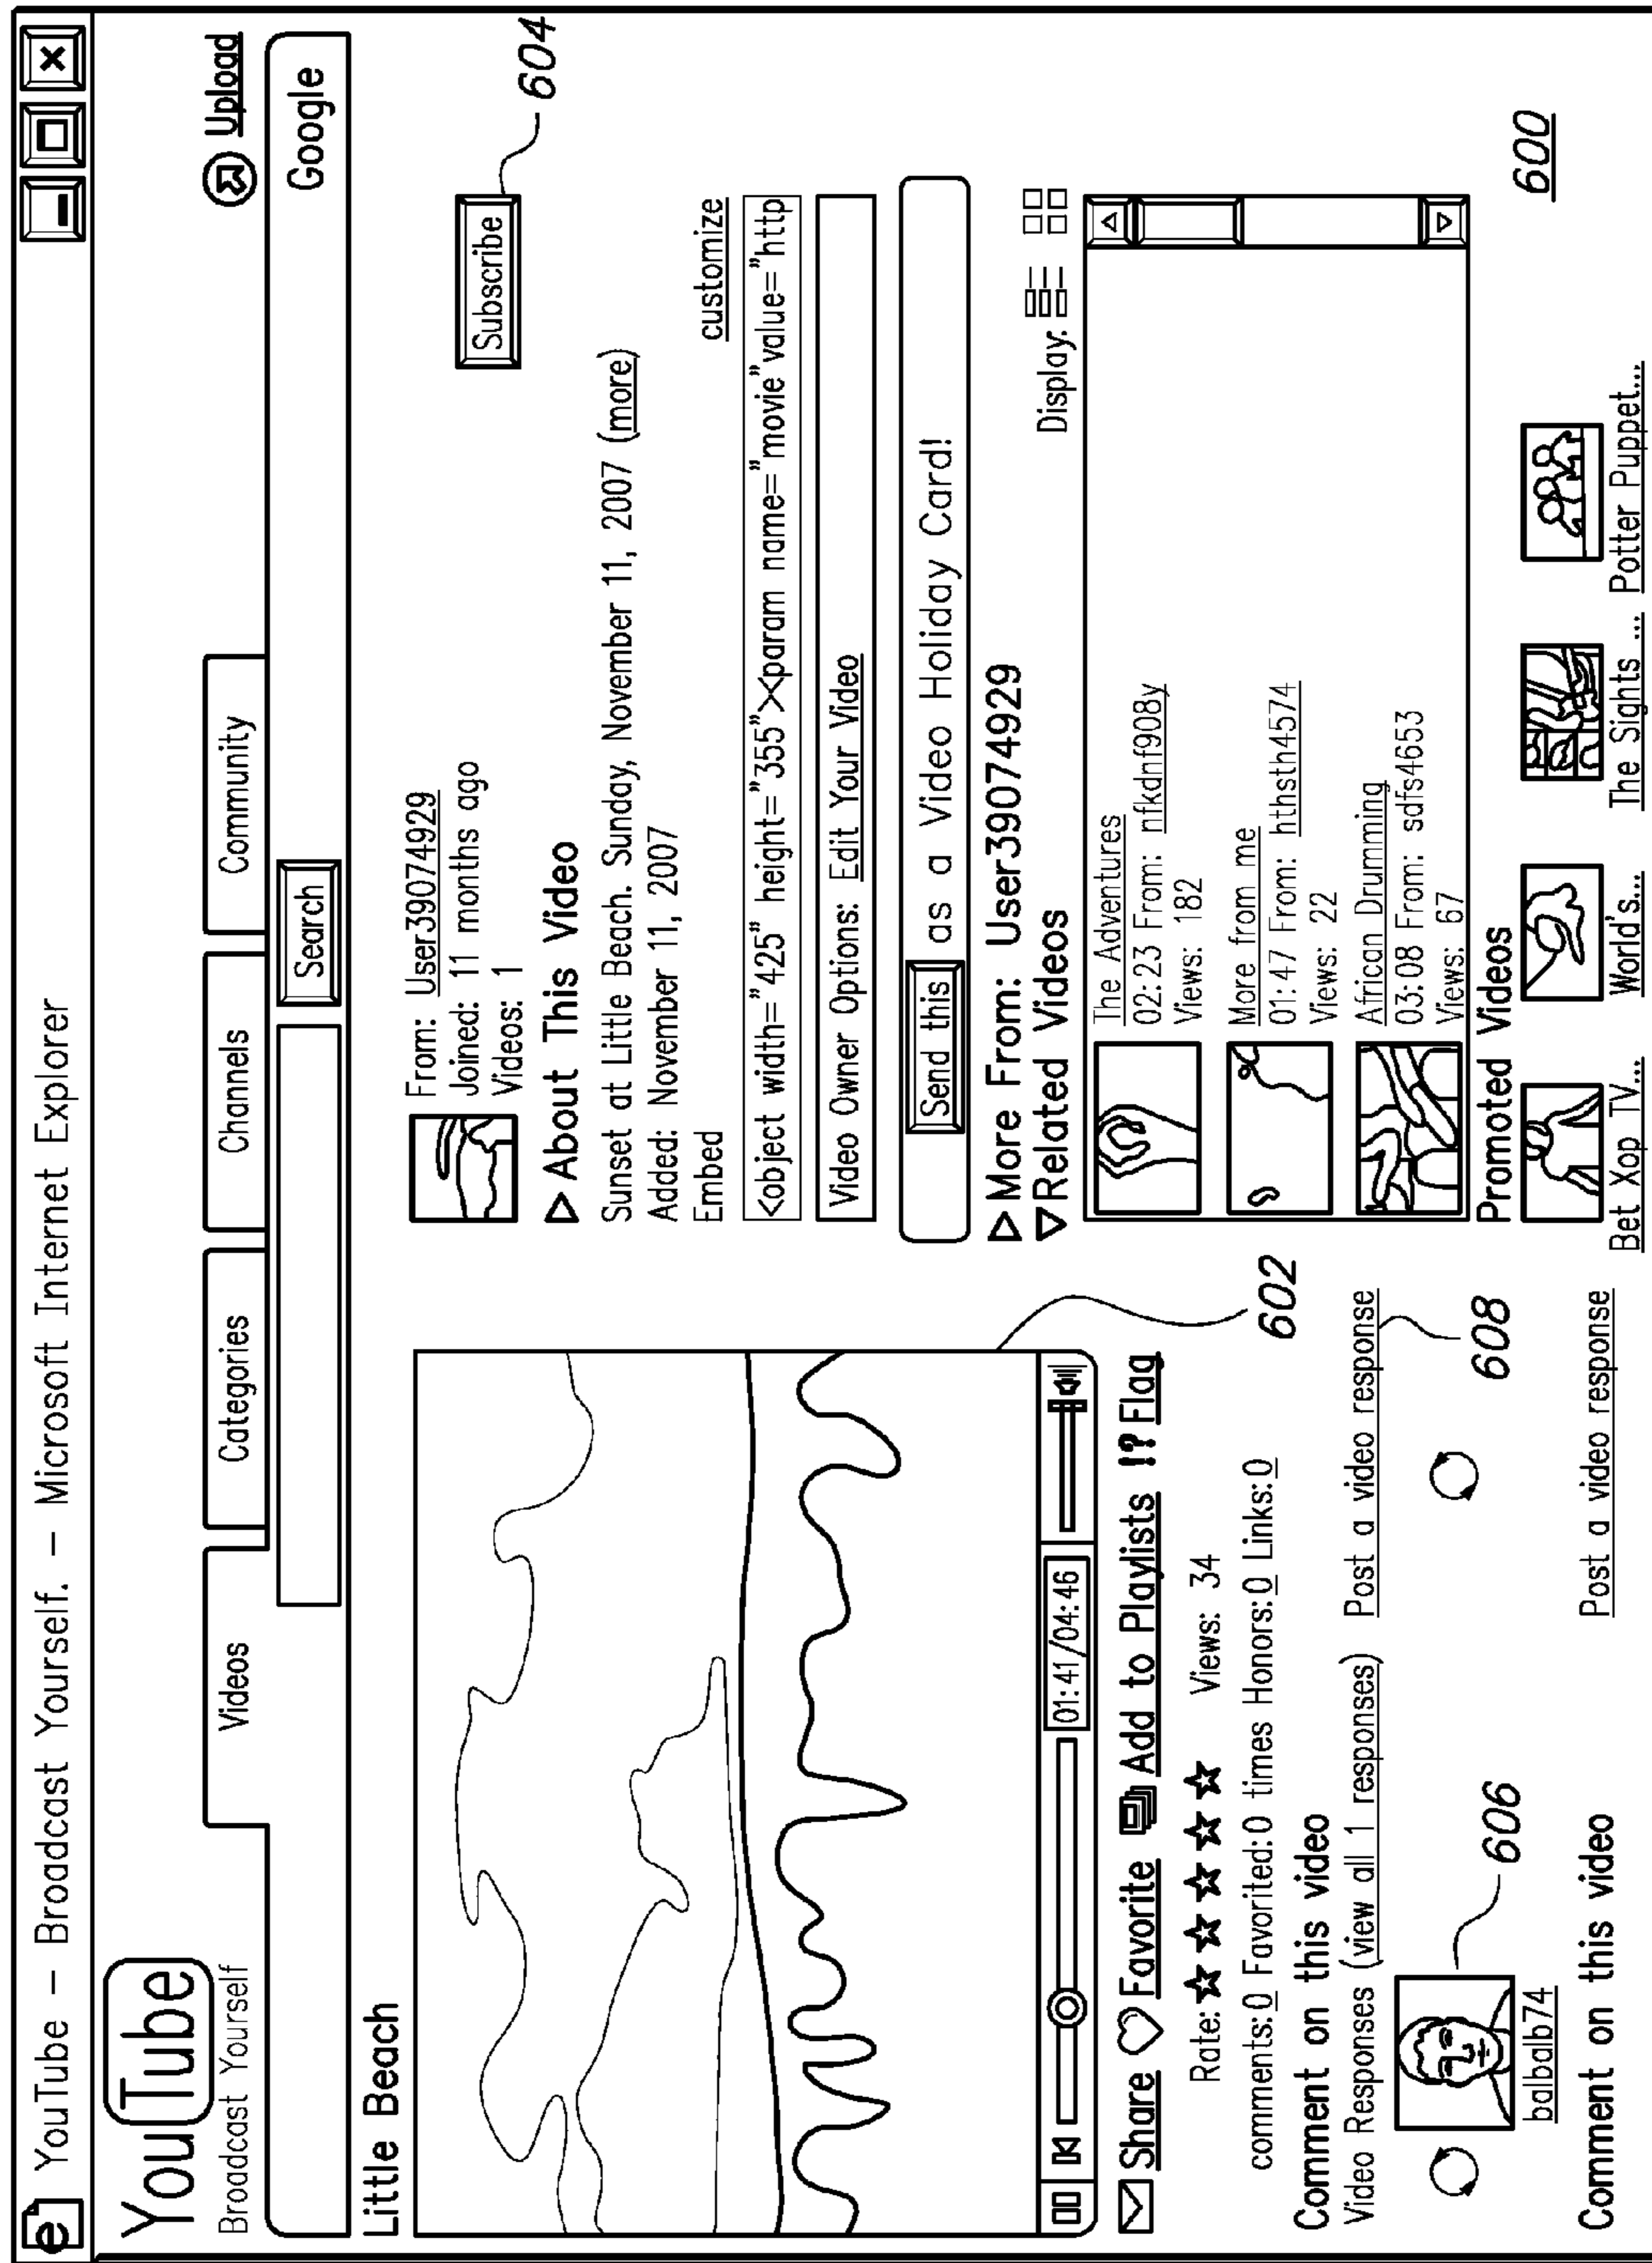 YouTube – Broadcast Yourself. – Microsoft Internet Explorer
YouTube
Broadcast Yourself
Upload
Videos
Categories
Channels
Community
Search
Google
Little Beach
01:41/04:46
Share Favorite Add to Playlists !? Flag
Rate: Views: 34
comments: 0 Favorited: 0 times Honors: 0 Links: 0
Comment on this video
Video Responses (view all 1 responses) Post a video response
balbalb74
Comment on this video Post a video response
602
606
608
From: User39074929
Joined: 11 months ago
Videos: 1
Subscribe
604
About This Video
Sunset at Little Beach. Sunday, November 11, 2007 (more)
Added: November 11, 2007
Embed customize
<object width="425" height="355"><param name="movie"value="http
Video Owner Options: Edit Your Video
Send this as a Video Holiday Card!
More From: User39074929
Related Videos
Display:
The Adventures
02:23 From: nfkdnf908y
Views: 182
More from me
01:47 From: hthsth4574
Views: 22
African Drumming
03:08 From: sdfs4653
Views: 67
Promoted Videos
Bet Xop TV... World's... The Sights ... Potter Puppet...
600